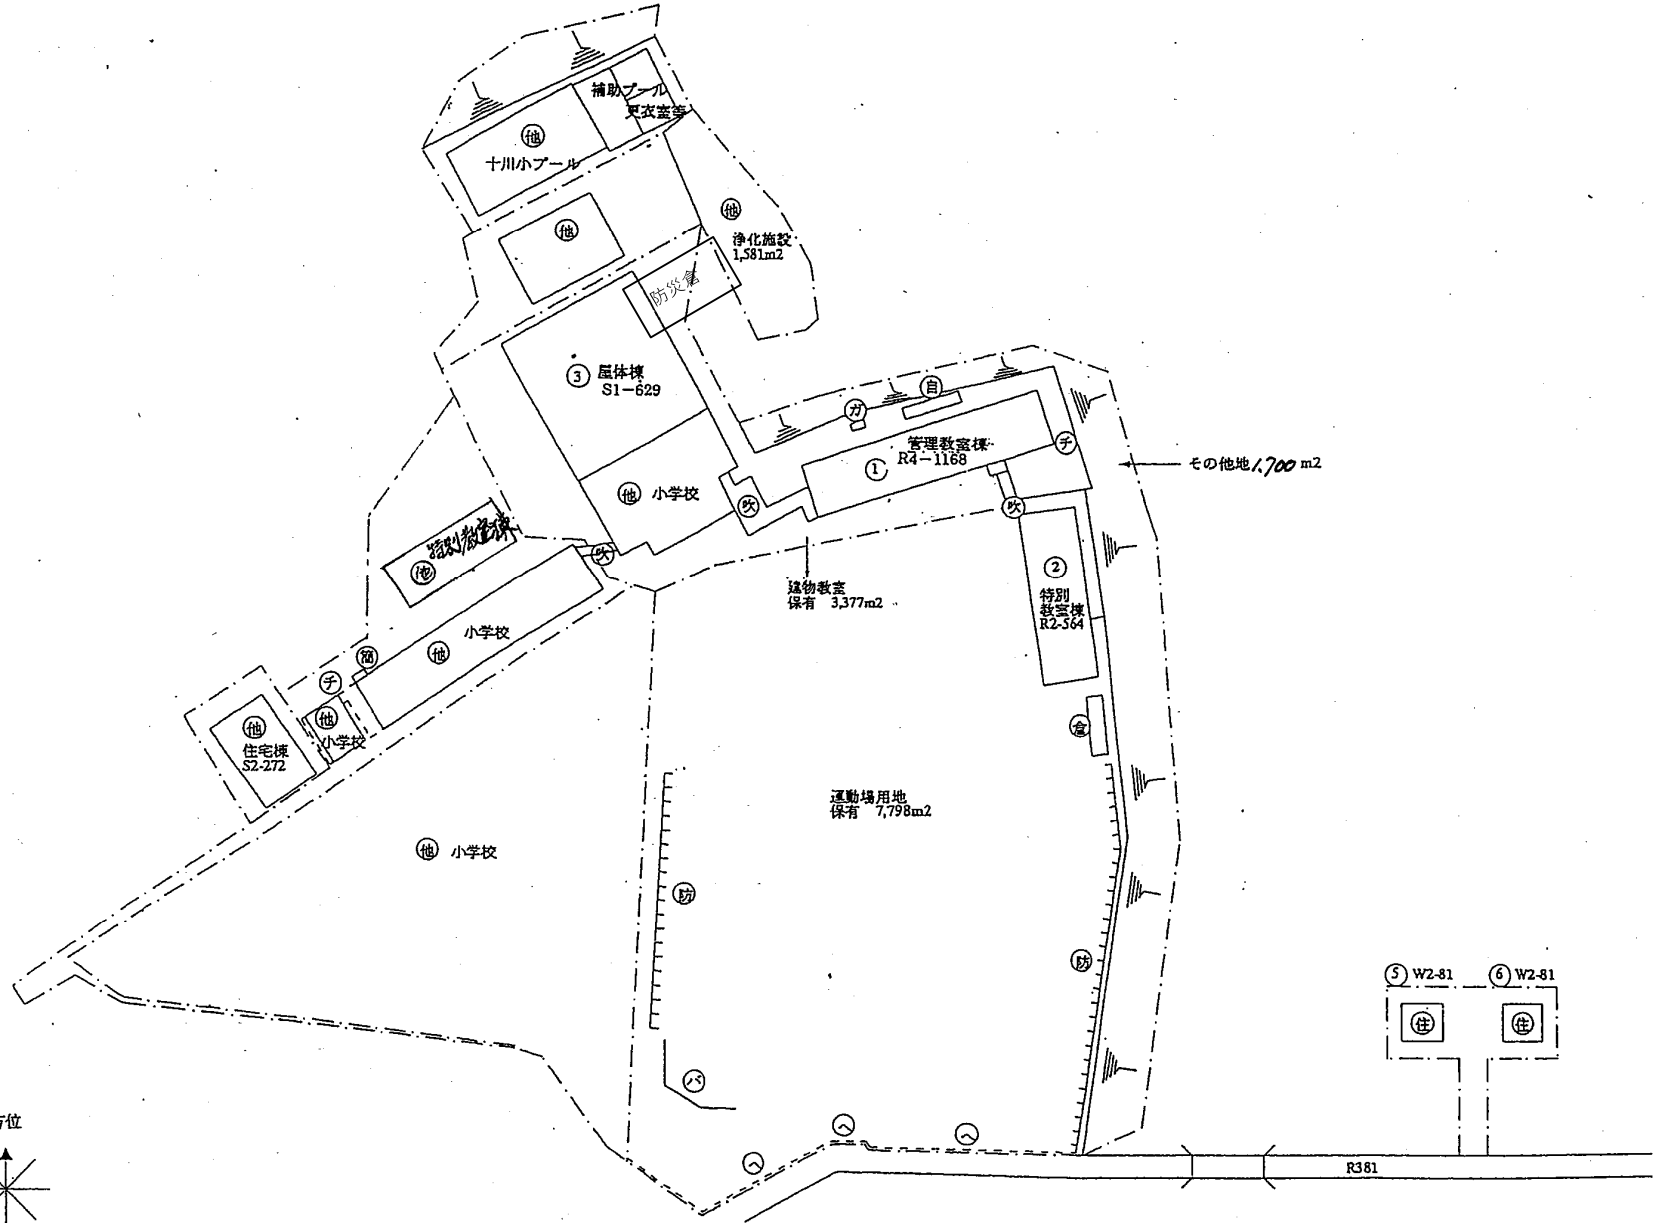 補助プール
更衣室等
他
十川小プール
他
他
浄化施設
1,581m2
防災倉
③ 屋体棟
S1-629
自
ガ
管理教室棟
① R4-1168
チ
その他地 1,700 m2
他 小学校
吹
吹
特別教室棟
他
吹
②
特別
教室棟
R2-564
建物教室
保有 3,377m2
小学校
他
簡
チ
他
小学校
他
住宅棟
S2-272
倉
運動場用地
保有 7,798m2
他 小学校
防
防
⑤ W2-81
⑥ W2-81
住
住
バ
方位
ヘ
ヘ
ヘ
R381